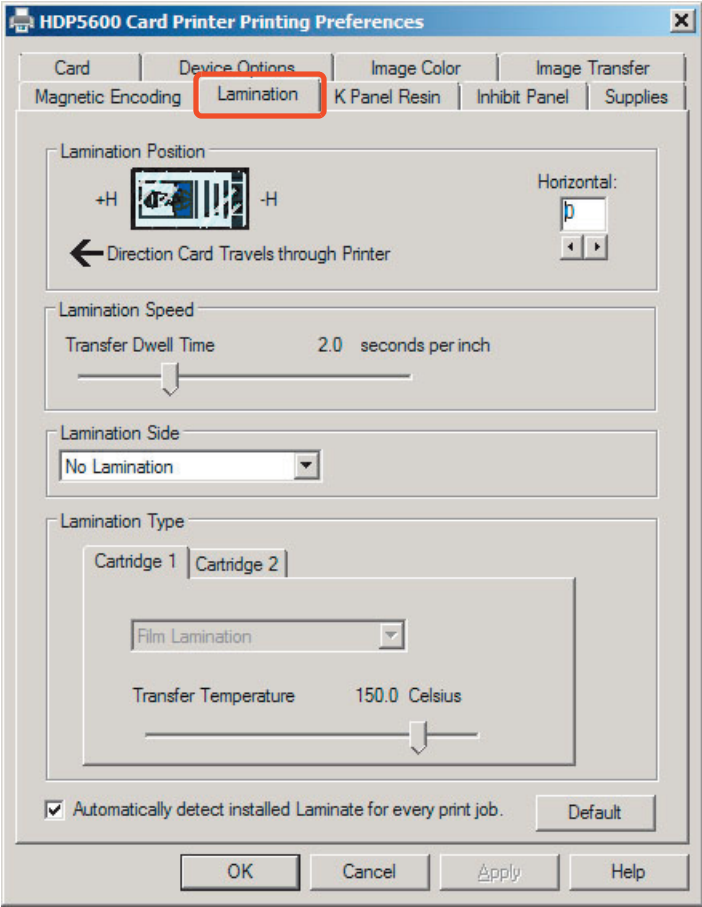 HDP5600 Card Printer Printing Preferences
Card Device Options Image Color Image Transfer
Magnetic Encoding Lamination K Panel Resin Inhibit Panel Supplies
Lamination Position
+H -H
Horizontal:
0
Direction Card Travels through Printer
Lamination Speed
Transfer Dwell Time 2.0 seconds per inch
Lamination Side
No Lamination
Lamination Type
Cartridge 1 Cartridge 2
Film Lamination
Transfer Temperature 150.0 Celsius
Automatically detect installed Laminate for every print job.
Default
OK Cancel Apply Help